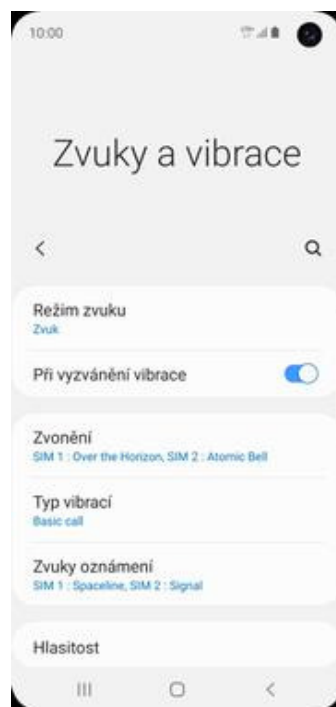 10:00
Zvuky a vibrace
Režim zvuku
Zvuk
Při vyzvánění vibrace
Zvonění
SIM 1 : Over the Horizon, SIM 2 : Atomic Bell
Typ vibrací
Basic call
Zvuky oznámení
SIM 1 : Spaceline, SIM 2 : Signal
Hlasitost